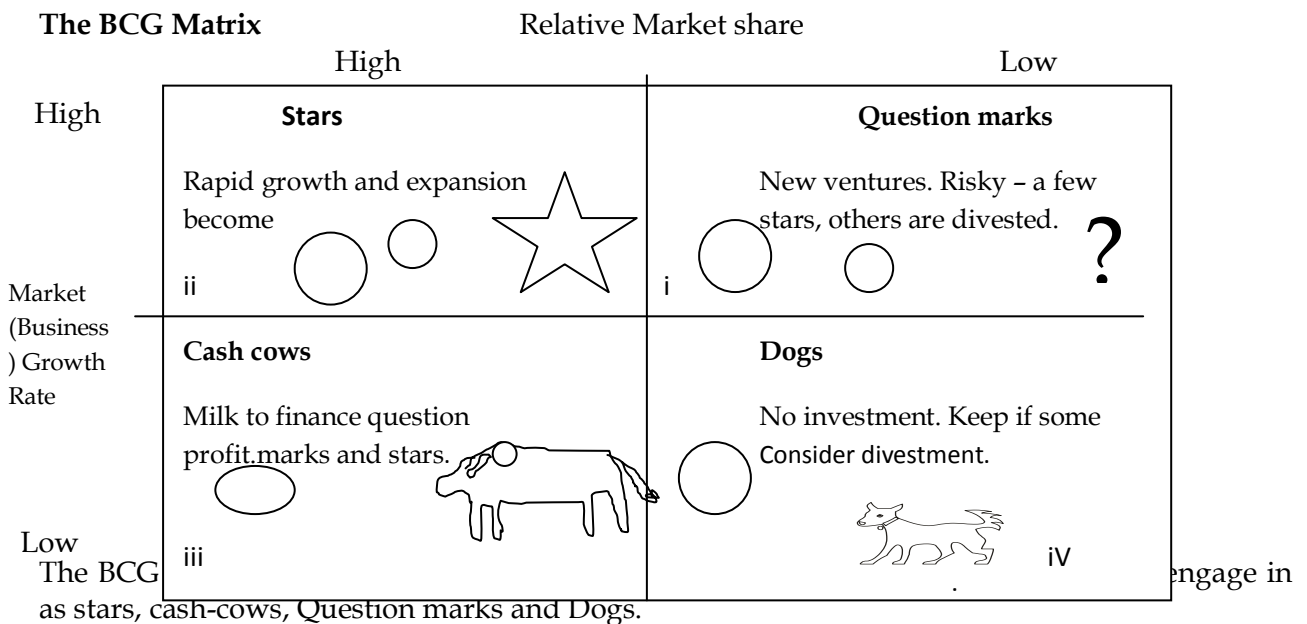 The BCG Matrix
Relative Market share
High
Low
High
Stars
Question marks
Rapid growth and expansion
become
New ventures. Risky – a few
stars, others are divested.
?
ii
i
Market
(Business
) Growth
Rate
Cash cows
Dogs
Milk to finance question
profit.marks and stars.
No investment. Keep if some
Consider divestment.
Low
iii
iV
.
The BCG engage in
as stars, cash-cows, Question marks and Dogs.